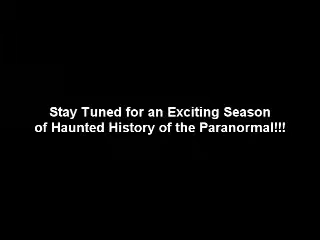 Stay Tuned for an Exciting Season
of Haunted History of the Paranormal!!!